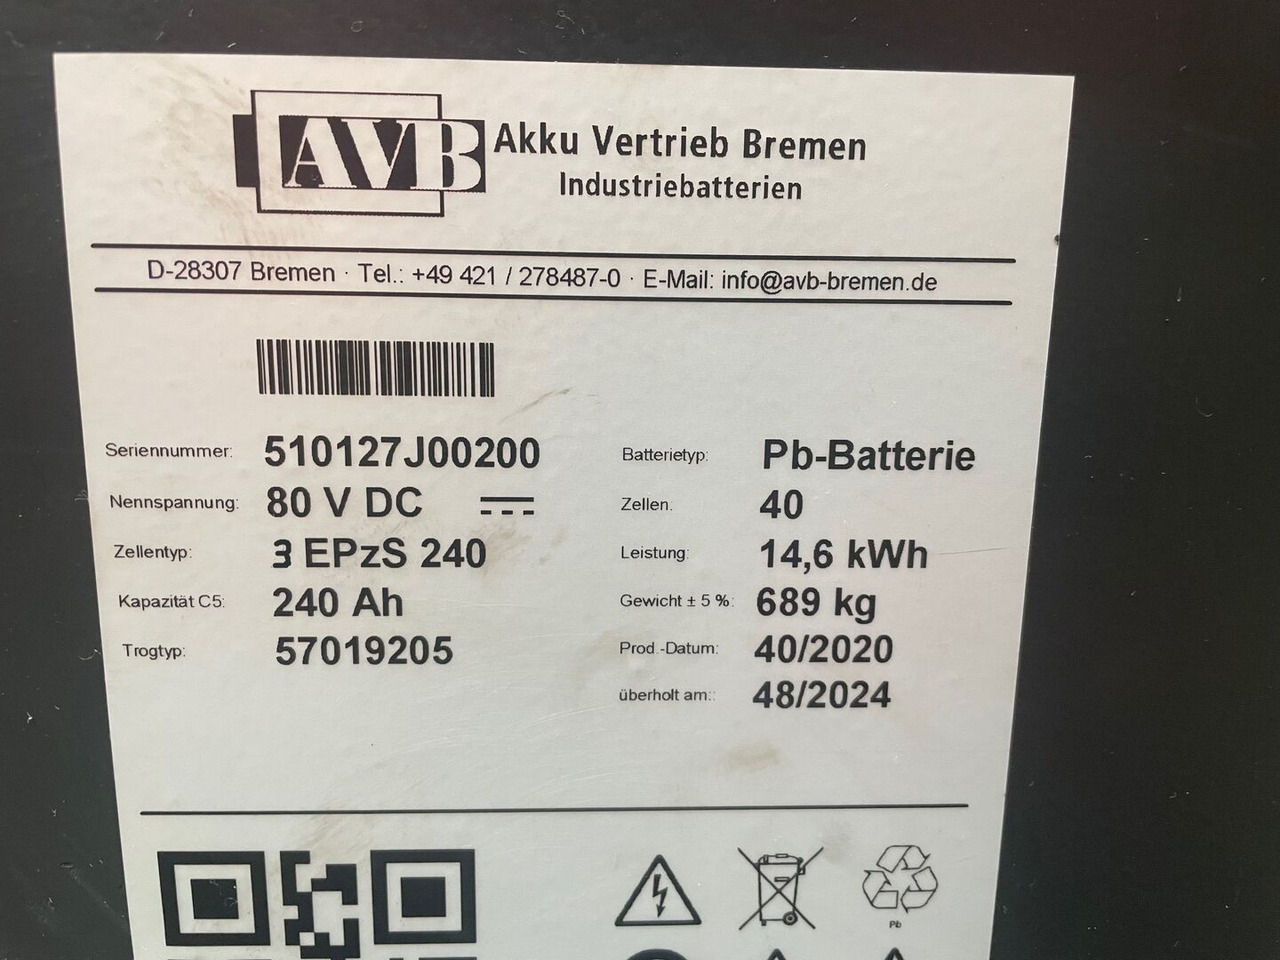 AVB
Akku Vertrieb Bremen
Industriebatterien
D-28307 Bremen · Tel.: +49 421 / 278487-0 · E-Mail: info@avb-bremen.de
Seriennummer: 510127J00200
Nennspannung: 80 V DC
Zellentyp: 3 EPzS 240
Kapazität C5: 240 Ah
Trogtyp: 57019205
Batterietyp: Pb-Batterie
Zellen. 40
Leistung: 14,6 kWh
Gewicht ± 5 %: 689 kg
Prod.-Datum: 40/2020
überholt am:: 48/2024
Pb